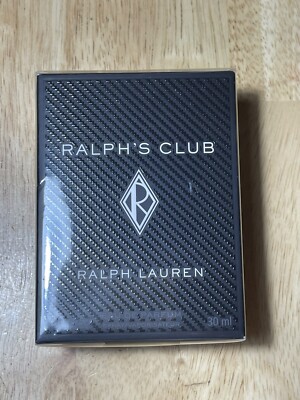 RALPH'S CLUB
R
RALPH LAUREN
30 ml